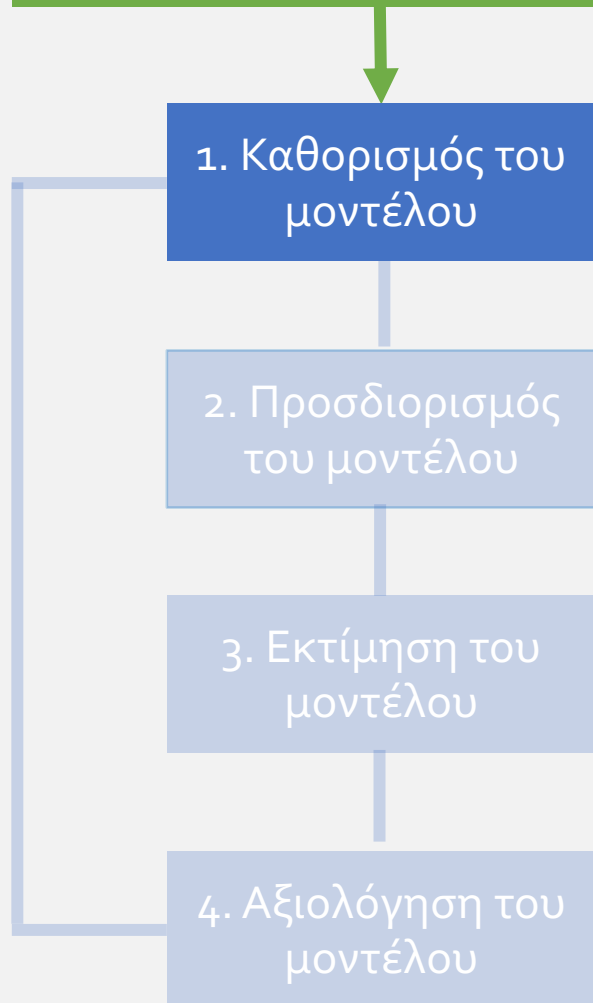 1. Καθορισμός του
μοντέλου
2. Προσδιορισμός
του μοντέλου
3. Εκτίμηση του
μοντέλου
4. Αξιολόγηση του
μοντέλου